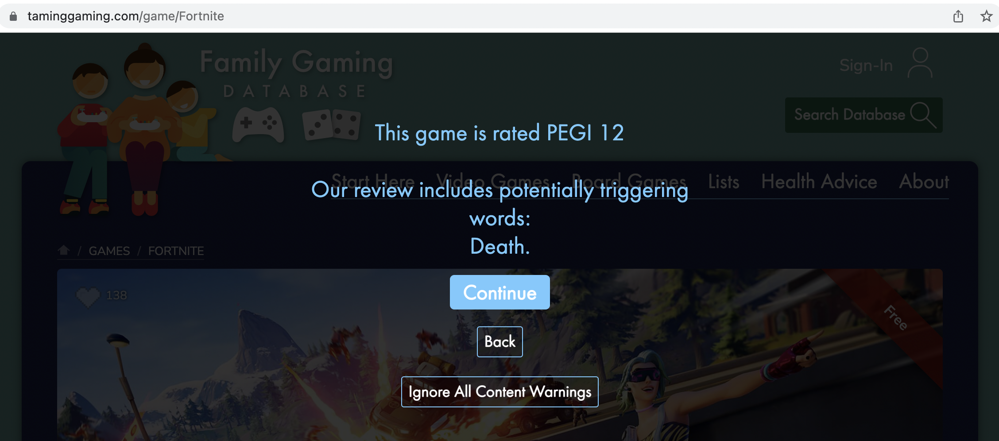 taminggaming.com/game/Fortnite
Family Gaming
DATABASE
Sign-In
Search Database
This game is rated PEGI 12
Start Here Video Games Board Games Lists Health Advice About
Our review includes potentially triggering
words:
Death.
/ GAMES / FORTNITE
138
Free
Continue
Back
Ignore All Content Warnings